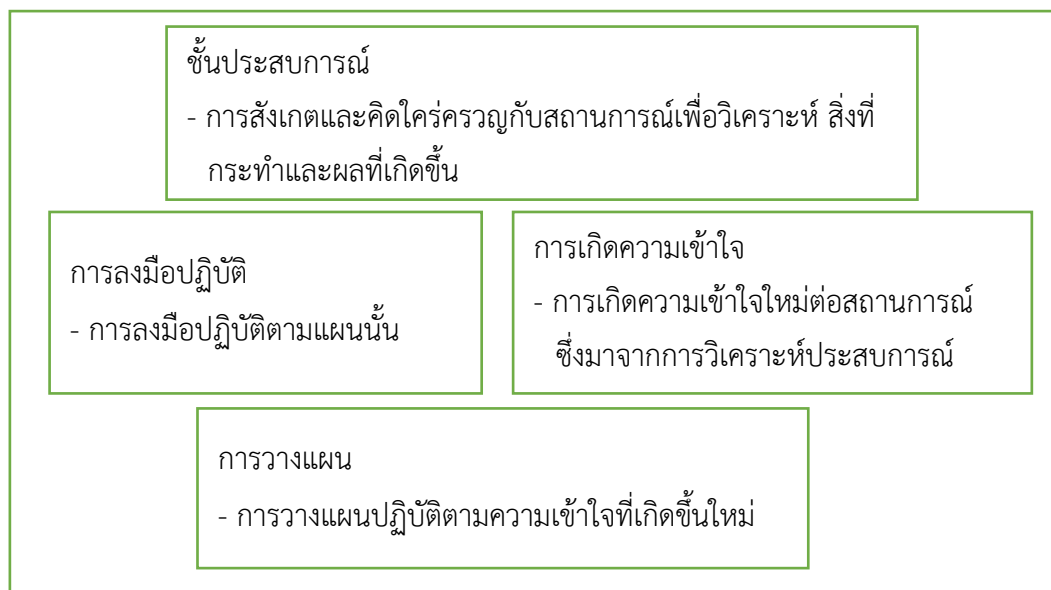 ชั้นประสบการณ์
- การสังเกตและคิดใคร่ครวญกับสถานการณ์เพื่อวิเคราะห์ สิ่งที่
กระทำและผลที่เกิดขึ้น
การลงมือปฏิบัติ
- การลงมือปฏิบัติตามแผนนั้น
การเกิดความเข้าใจ
- การเกิดความเข้าใจใหม่ต่อสถานการณ์
ซึ่งมาจากการวิเคราะห์ประสบการณ์
การวางแผน
- การวางแผนปฏิบัติตามความเข้าใจที่เกิดขึ้นใหม่